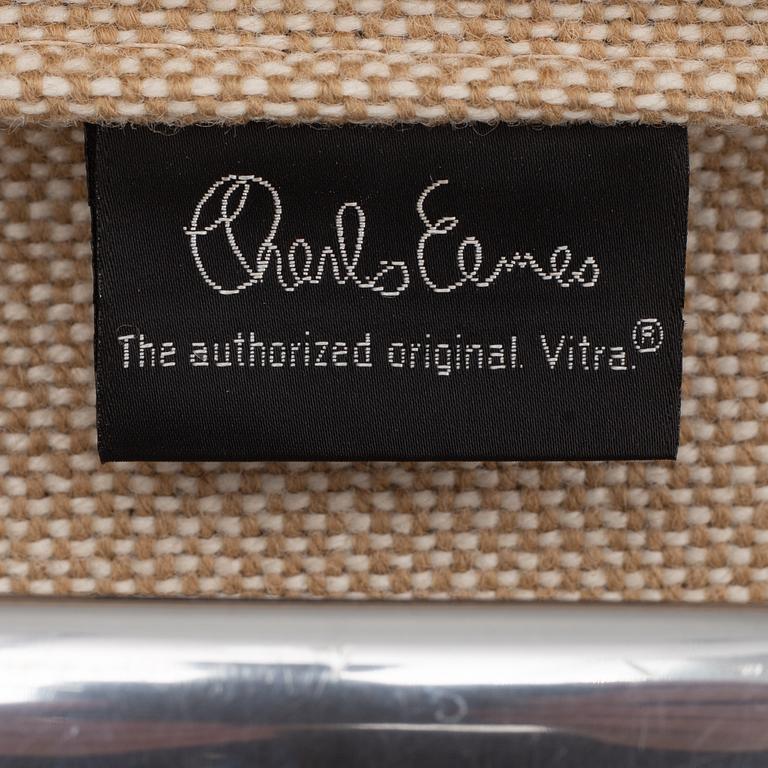 Charles Eames
The authorized original. Vitra.®